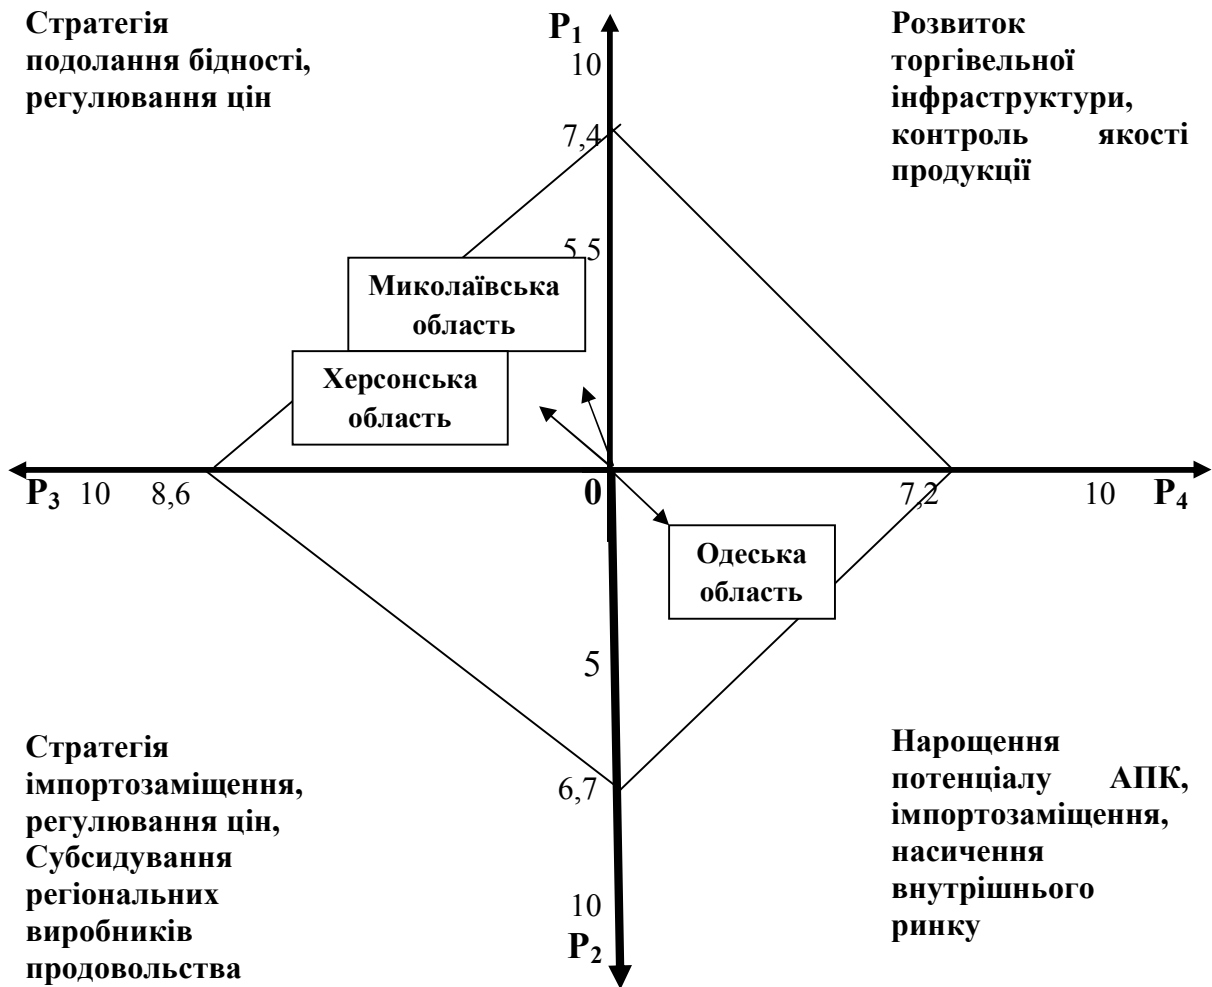 Стратегія
подолання бідності,
регулювання цін
P1
10
7,4
5,5
Розвиток
торгівельної
інфраструктури,
контроль якості
продукції
Миколаївська
область
Херсонська
область
P3 10 8,6 0 7,2 10 P4
Одеська
область
5
6,7
10
P2
Стратегія
імпортозаміщення,
регулювання цін,
Субсидування
регіональних
виробників
продовольства
Нарощення
потенціалу АПК,
імпортозаміщення,
насичення
внутрішнього
ринку